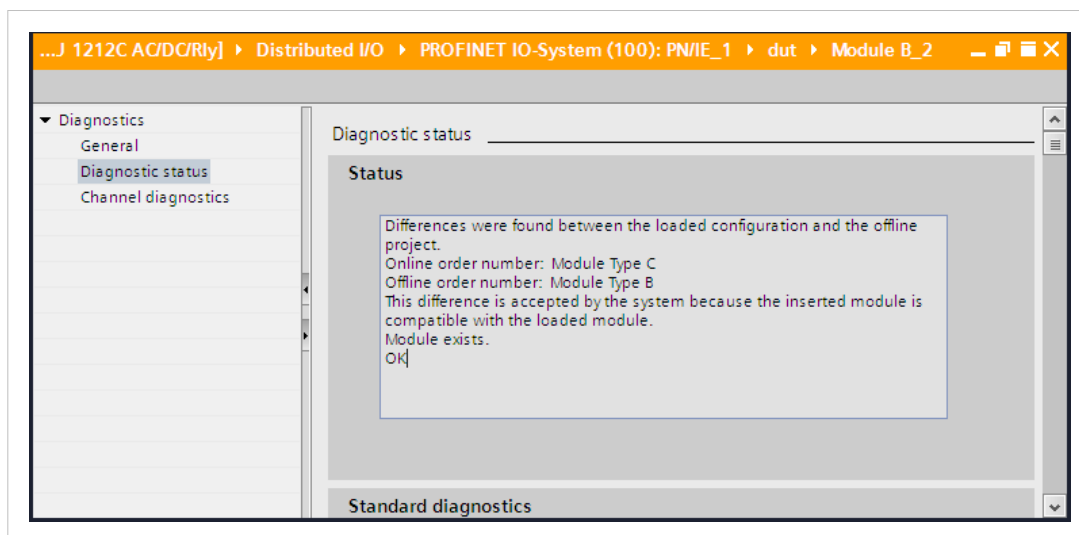 ...J 1212C AC/DC/Rly] ▸ Distributed I/O ▸ PROFINET IO-System (100): PN/IE_1 ▸ dut ▸ Module B_2
Diagnostics
General
Diagnostic status
Channel diagnostics
Diagnostic status
Status
Differences were found between the loaded configuration and the offline
project.
Online order number: Module Type C
Offline order number: Module Type B
This difference is accepted by the system because the inserted module is
compatible with the loaded module.
Module exists.
OK
Standard diagnostics